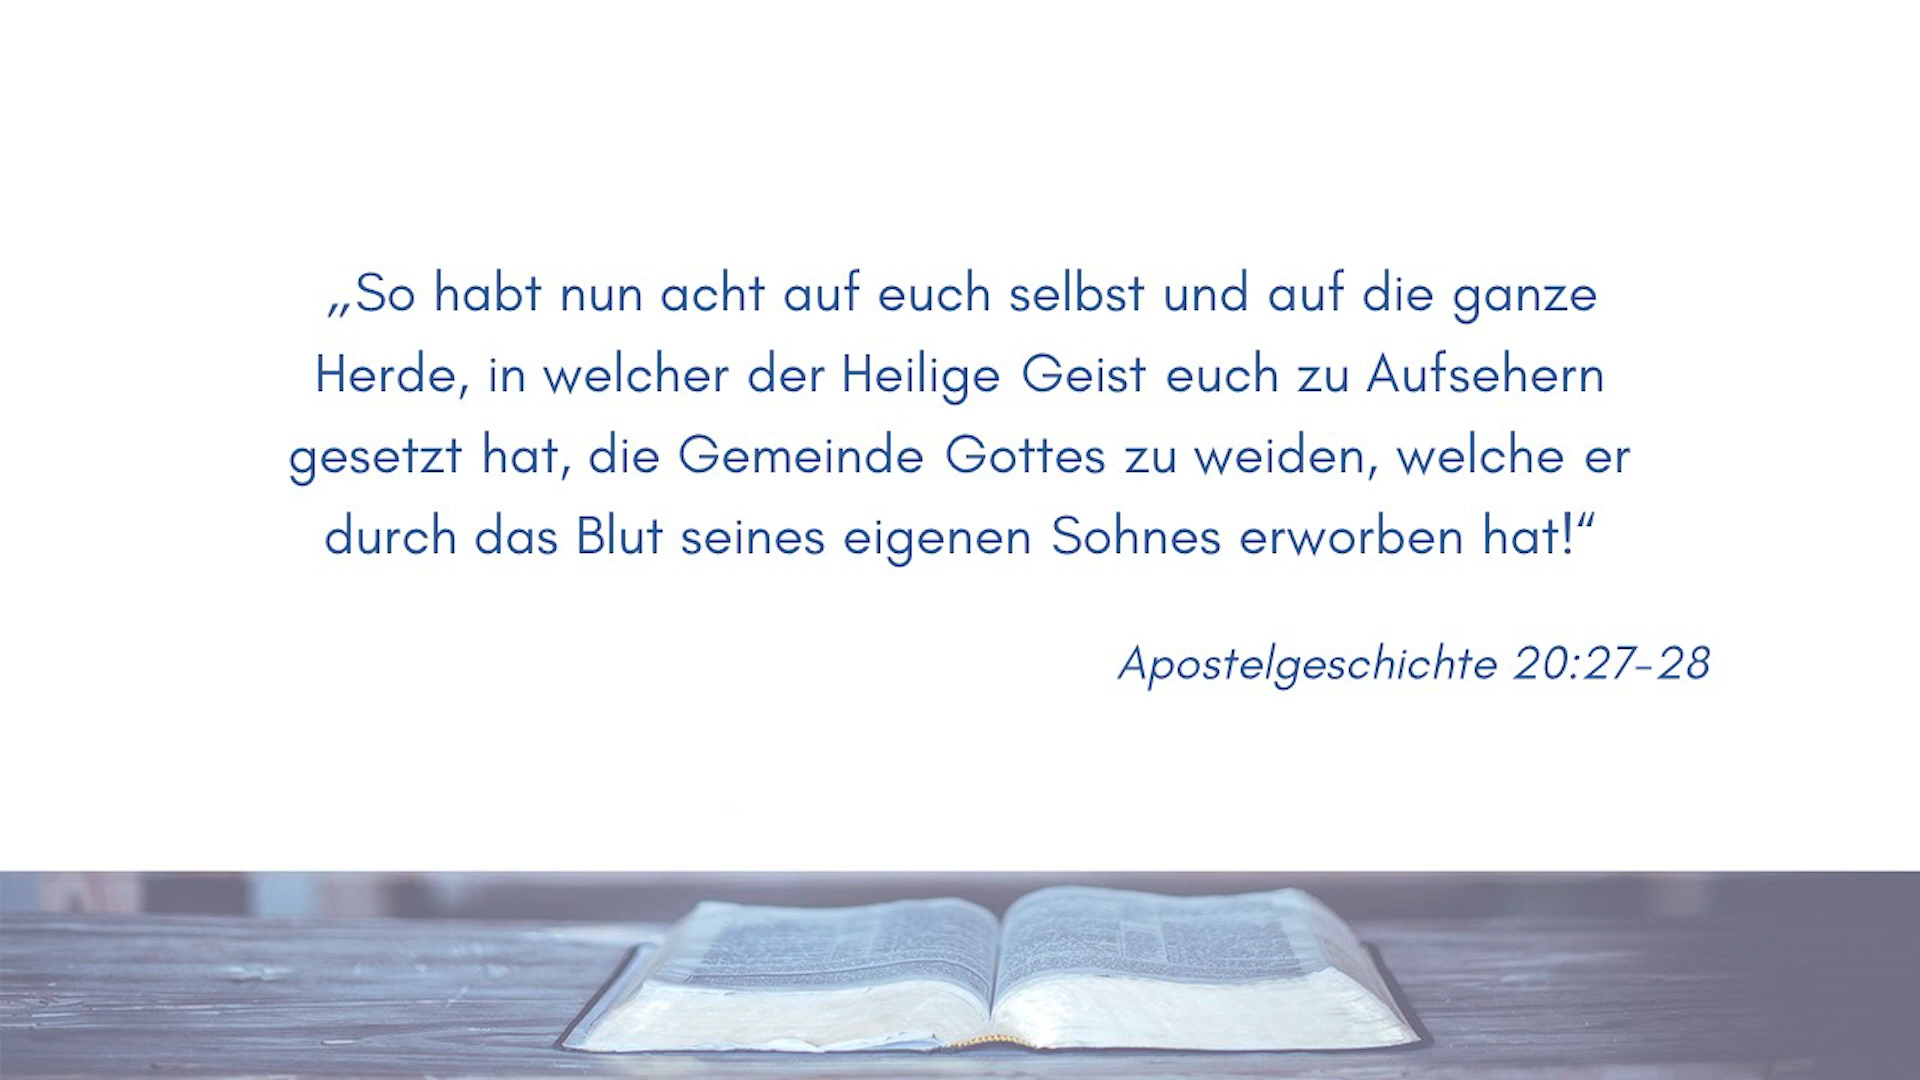 „So habt nun acht auf euch selbst und auf die ganze
Herde, in welcher der Heilige Geist euch zu Aufsehern
gesetzt hat, die Gemeinde Gottes zu weiden, welche er
durch das Blut seines eigenen Sohnes erworben hat!“
Apostelgeschichte 20:27-28